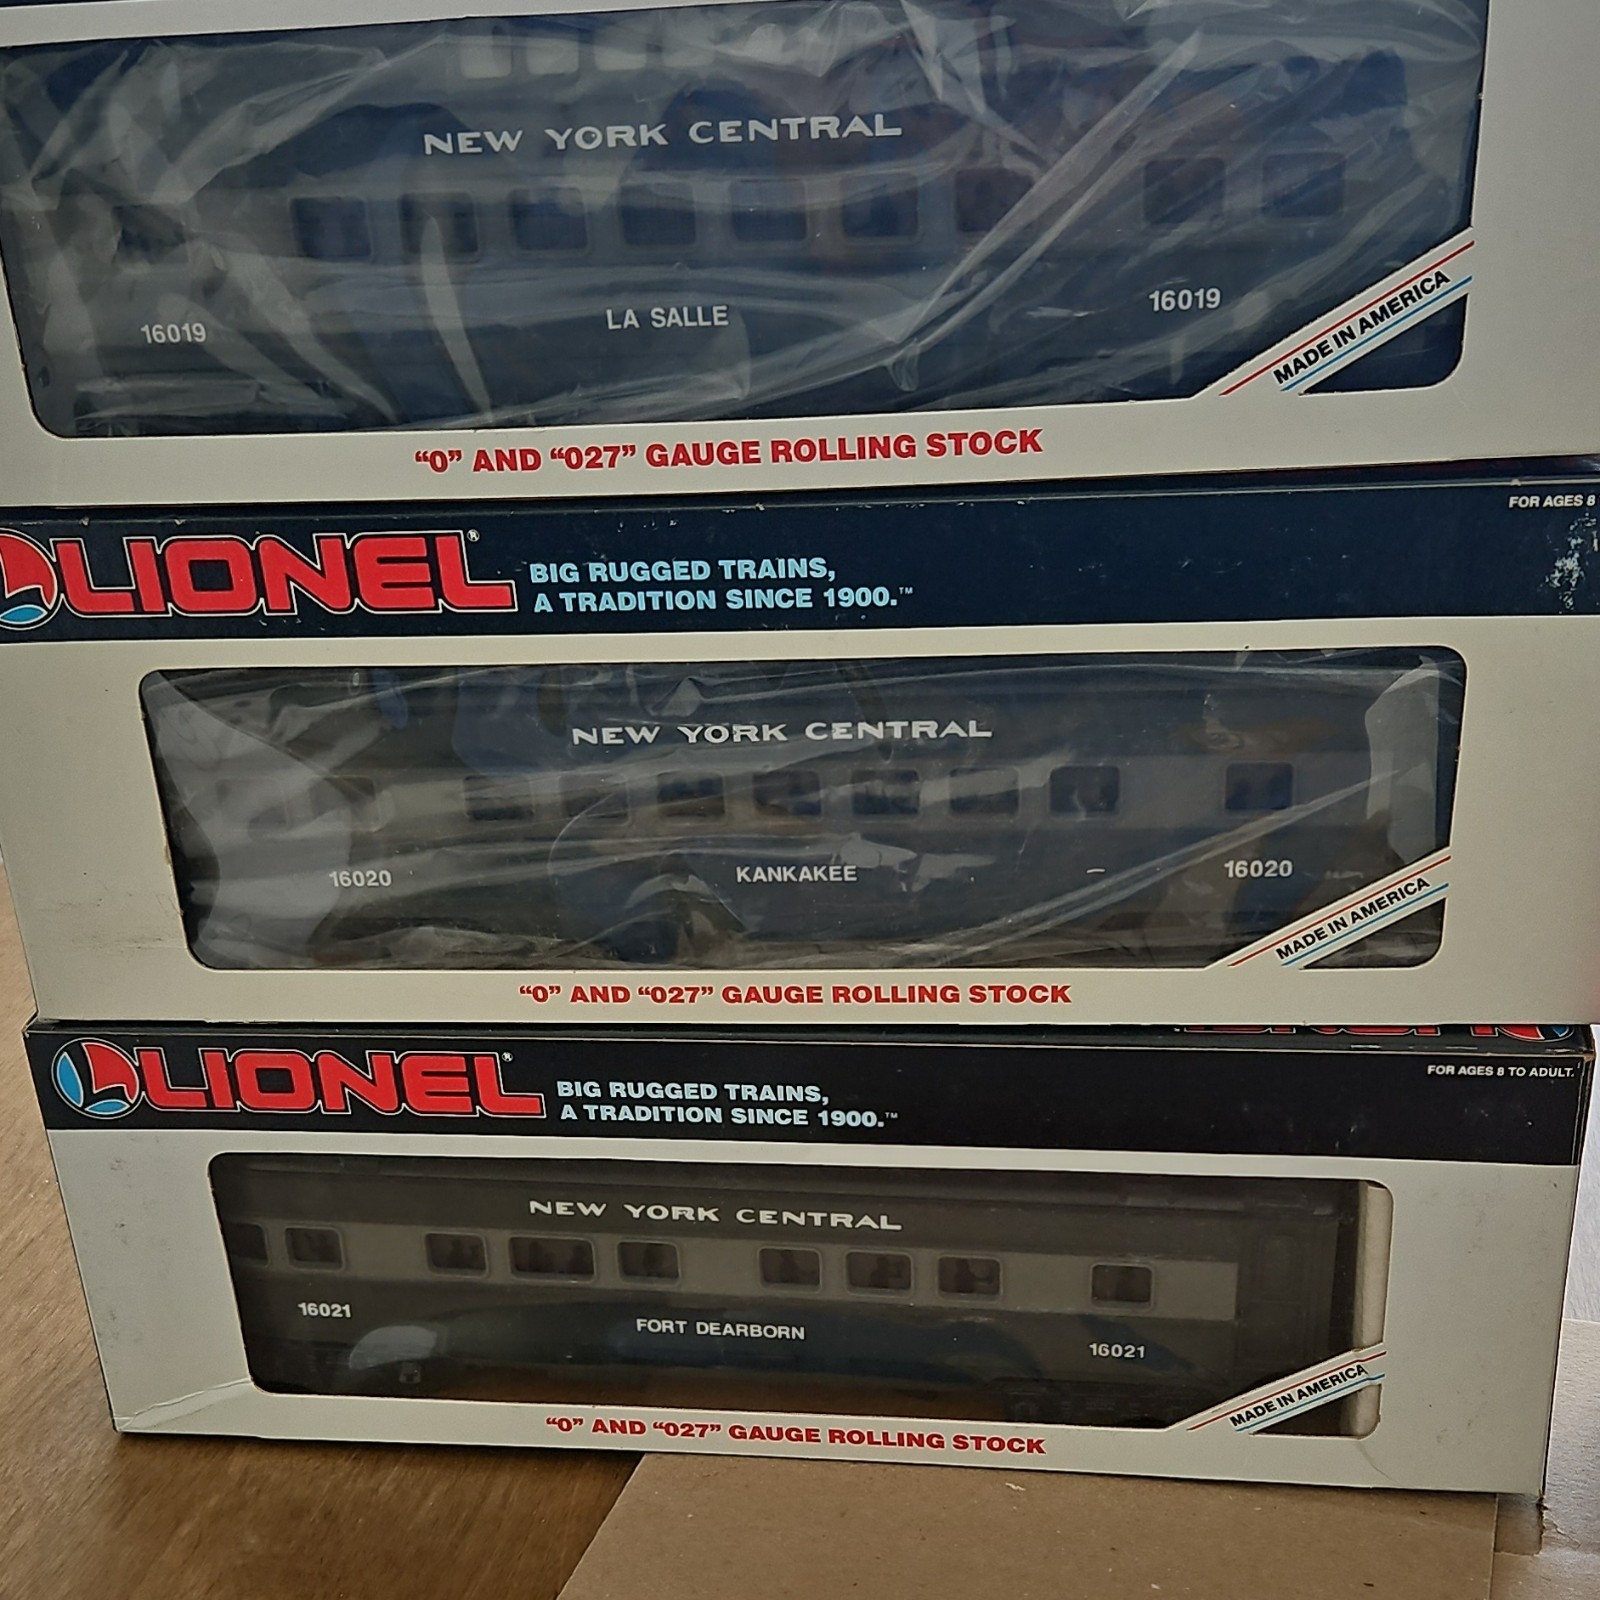 NEW YORK CENTRAL
16019 LA SALLE 16019
MADE IN AMERICA
“O” AND “027” GAUGE ROLLING STOCK
FOR AGES 8
LIONEL®
BIG RUGGED TRAINS,
A TRADITION SINCE 1900.™
NEW YORK CENTRAL
16020 KANKAKEE 16020
MADE IN AMERICA
“O” AND “027” GAUGE ROLLING STOCK
LIONEL®
BIG RUGGED TRAINS,
A TRADITION SINCE 1900.™
FOR AGES 8 TO ADULT.
NEW YORK CENTRAL
16021 FORT DEARBORN 16021
MADE IN AMERICA
“O” AND “027” GAUGE ROLLING STOCK